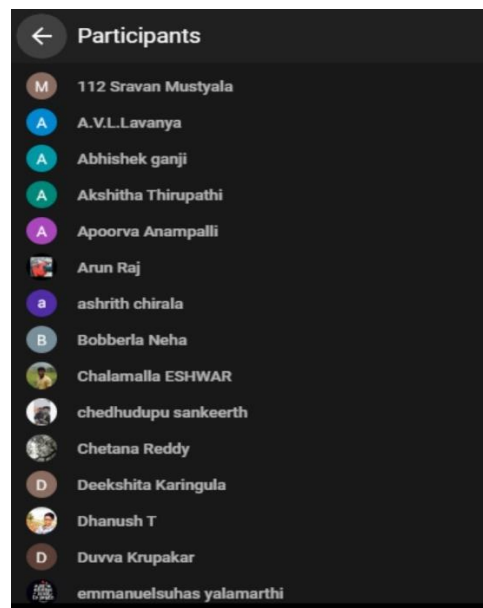 Participants
M 112 Sravan Mustyala
A A.V.L.Lavanya
A Abhishek ganji
A Akshitha Thirupathi
A Apoorva Anampalli
Arun Raj
a ashrith chirala
B Bobberla Neha
Chalamalla ESHWAR
chedhudupu sankeerth
Chetana Reddy
D Deekshita Karingula
Dhanush T
D Duvva Krupakar
emmanuelsuhas yalamarthi